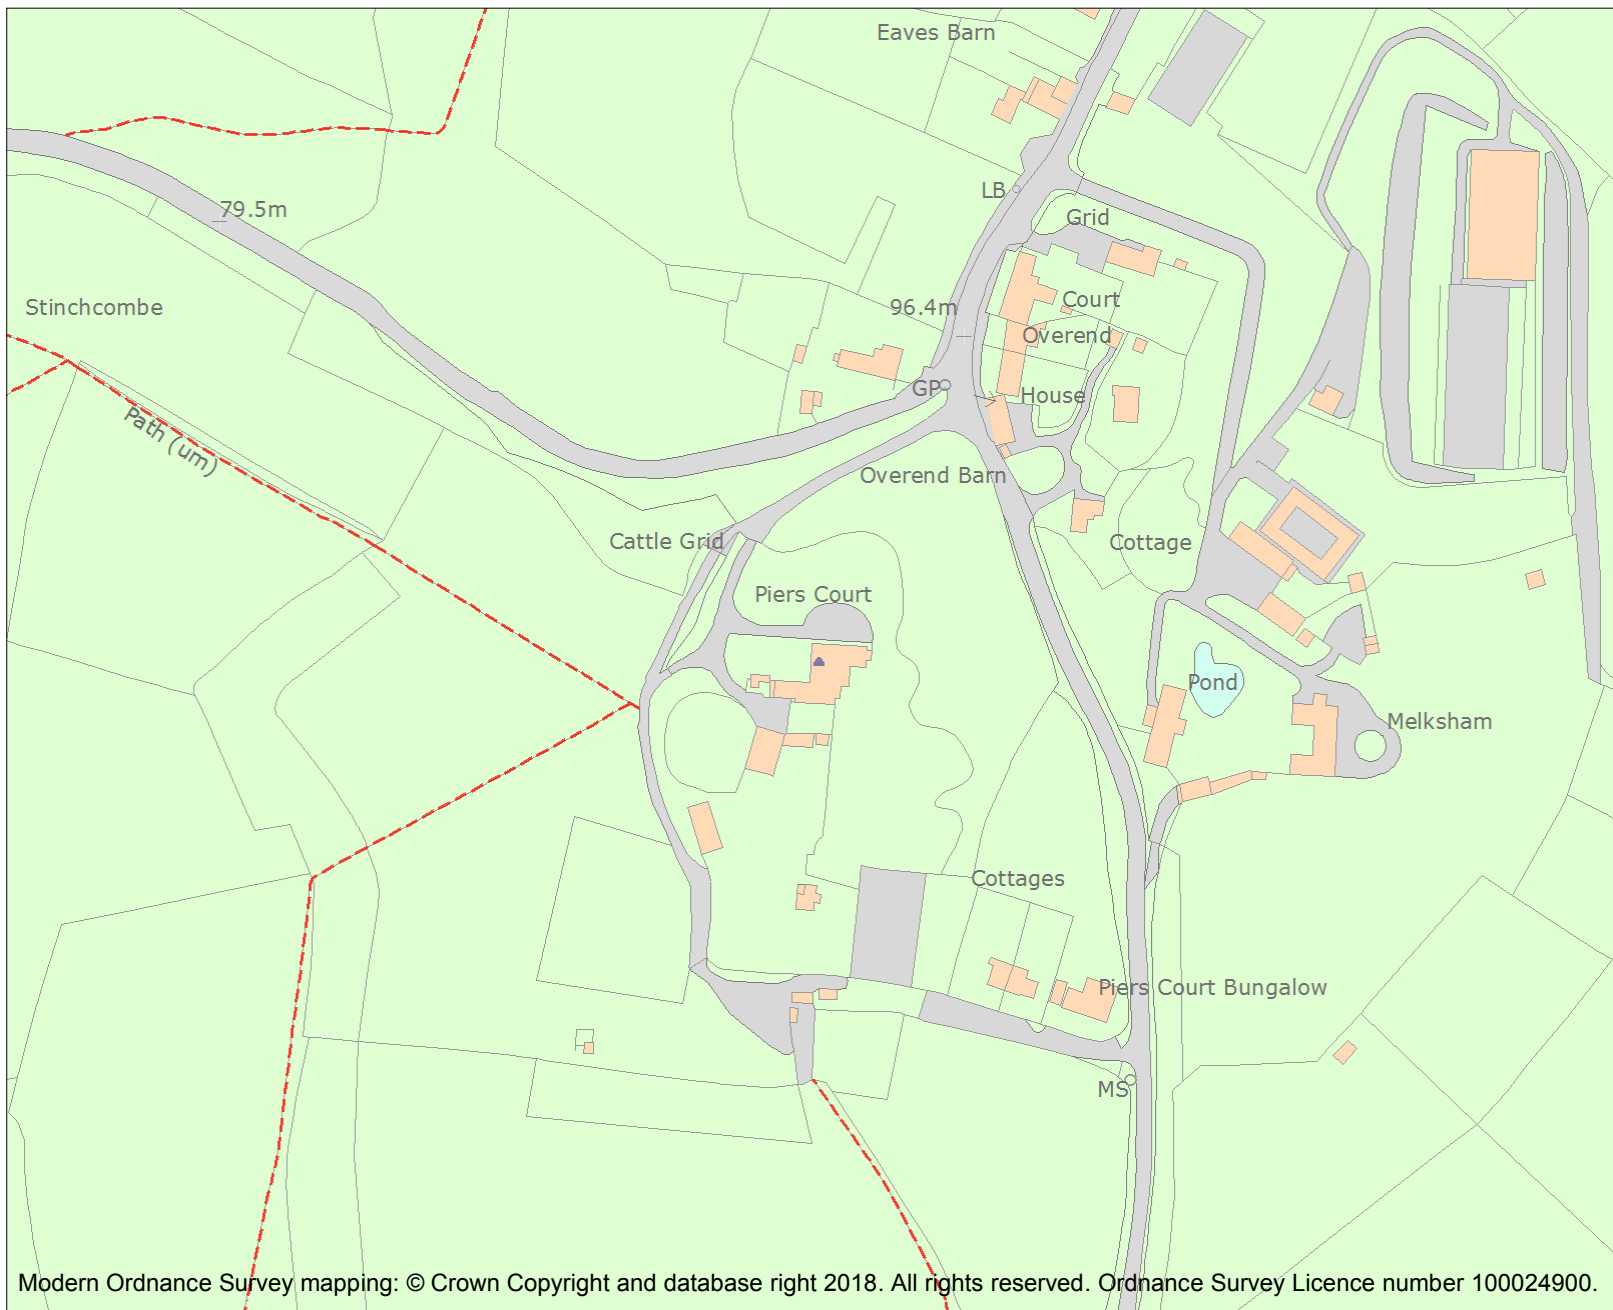 Eaves Barn
LB
79.5m
Grid
Stinchcombe
96.4m
Court
Overend
GP
House
Path (um)
Overend Barn
Cattle Grid
Cottage
Piers Court
Pond
Melksham
Cottages
Piers Court Bungalow
MS
Modern Ordnance Survey mapping: © Crown Copyright and database right 2018. All rights reserved. Ordnance Survey Licence number 100024900.